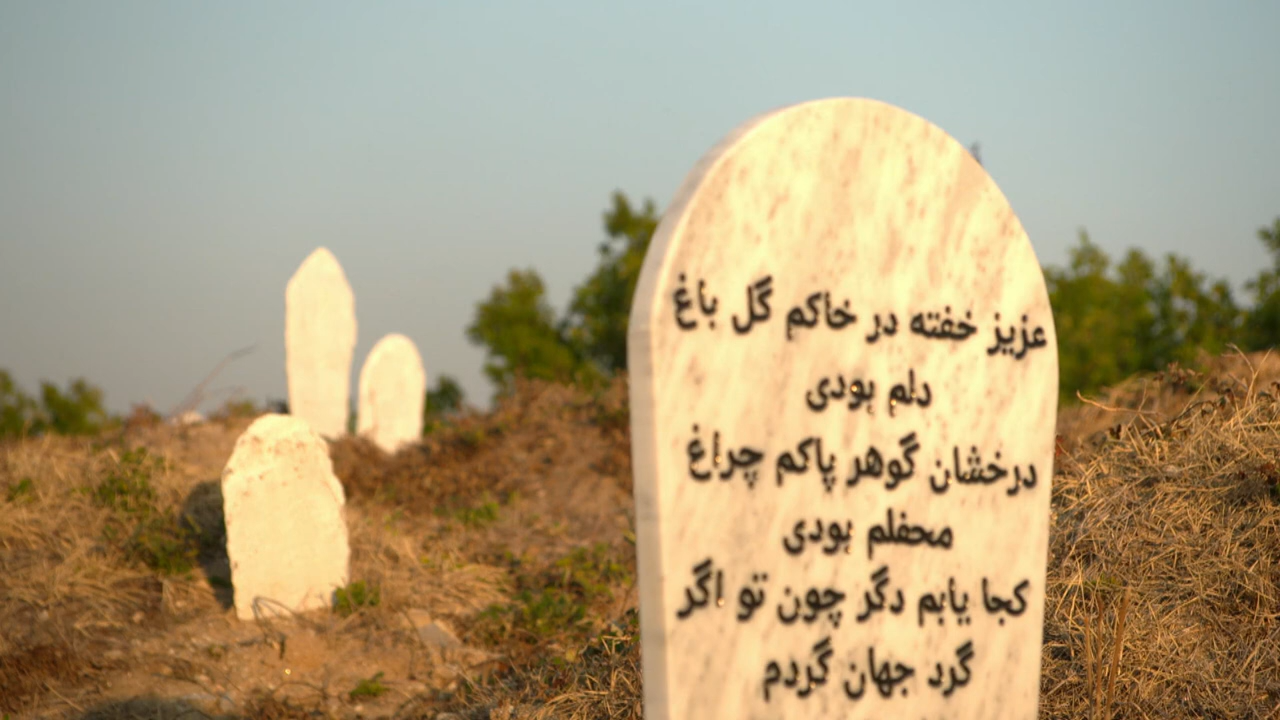 عزیز خفته در خاکم گل باغ
دلم بودی
درخشان گوهر پاکم چراغ
محفلم بودی
کجا یابم دگر چون تو اگر
گرد جهان گردم